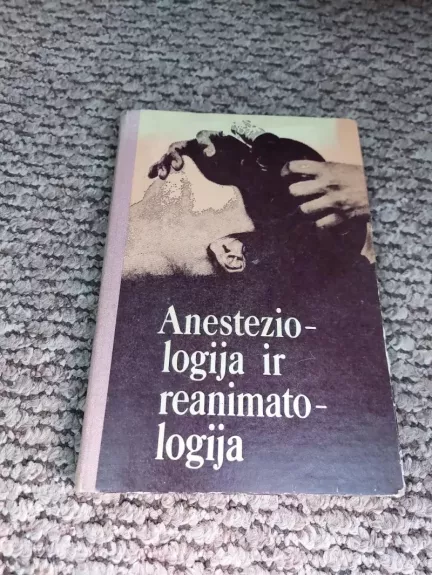 Anestezio-
logija ir
reanimato-
logija